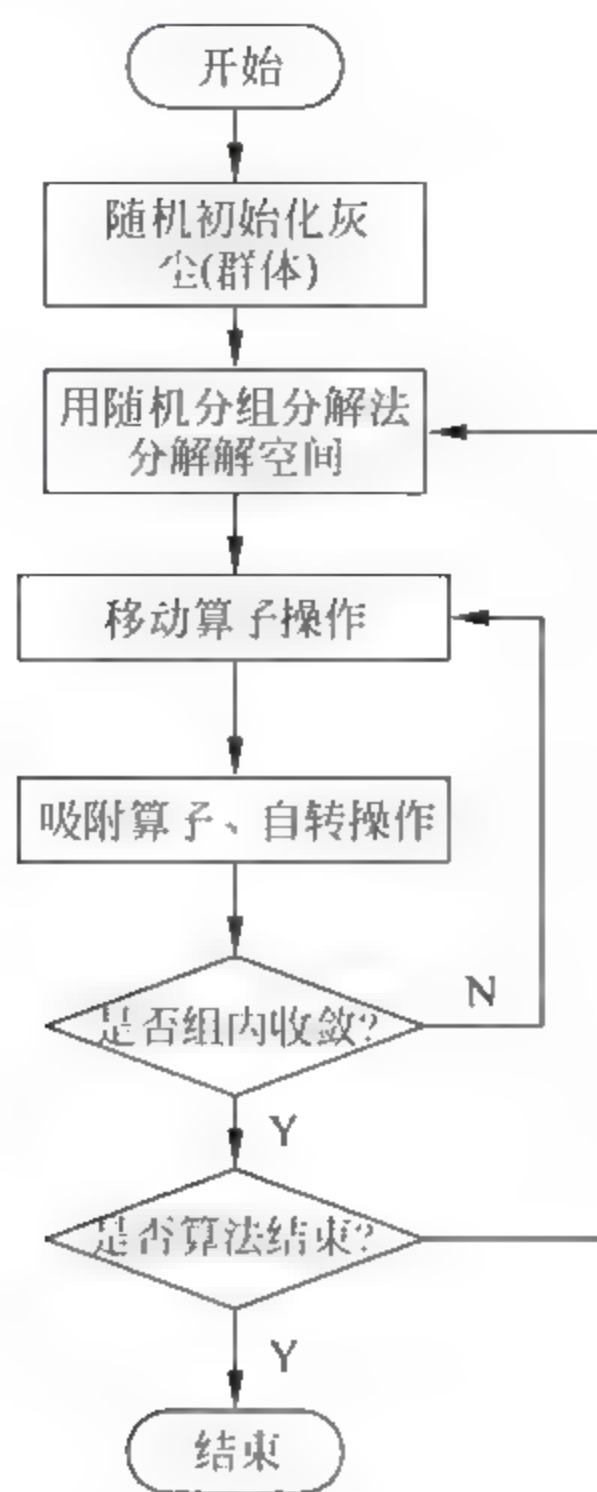 开始
随机初始化灰
尘(群体)
用随机分组分解法
分解解空间
移动算子操作
吸附算子、自转操作
是否组内收敛?
N
Y
是否算法结束?
Y
结束